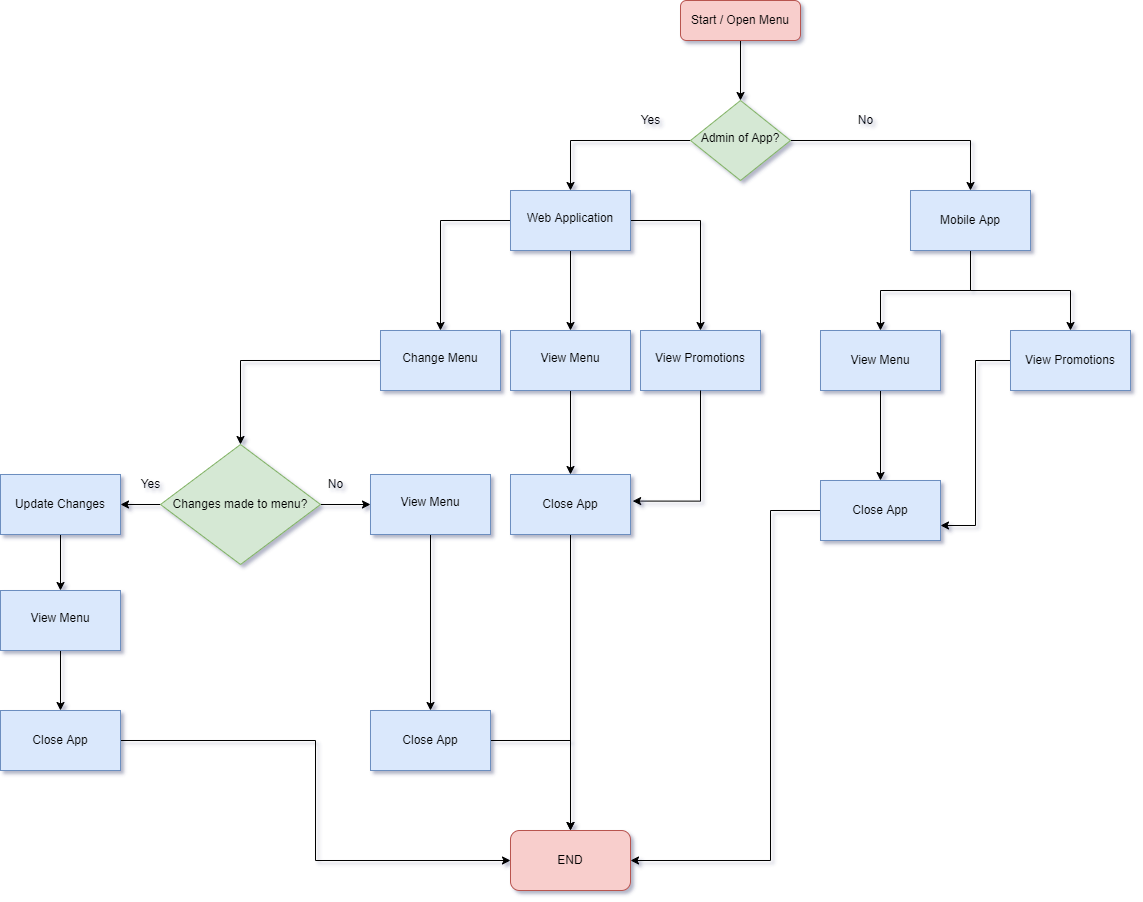 Start / Open Menu
Yes
No
Admin of App?
Web Application
Mobile App
Change Menu
View Menu
View Promotions
View Menu
View Promotions
Yes
No
Update Changes
Changes made to menu?
View Menu
Close App
Close App
View Menu
Close App
Close App
END